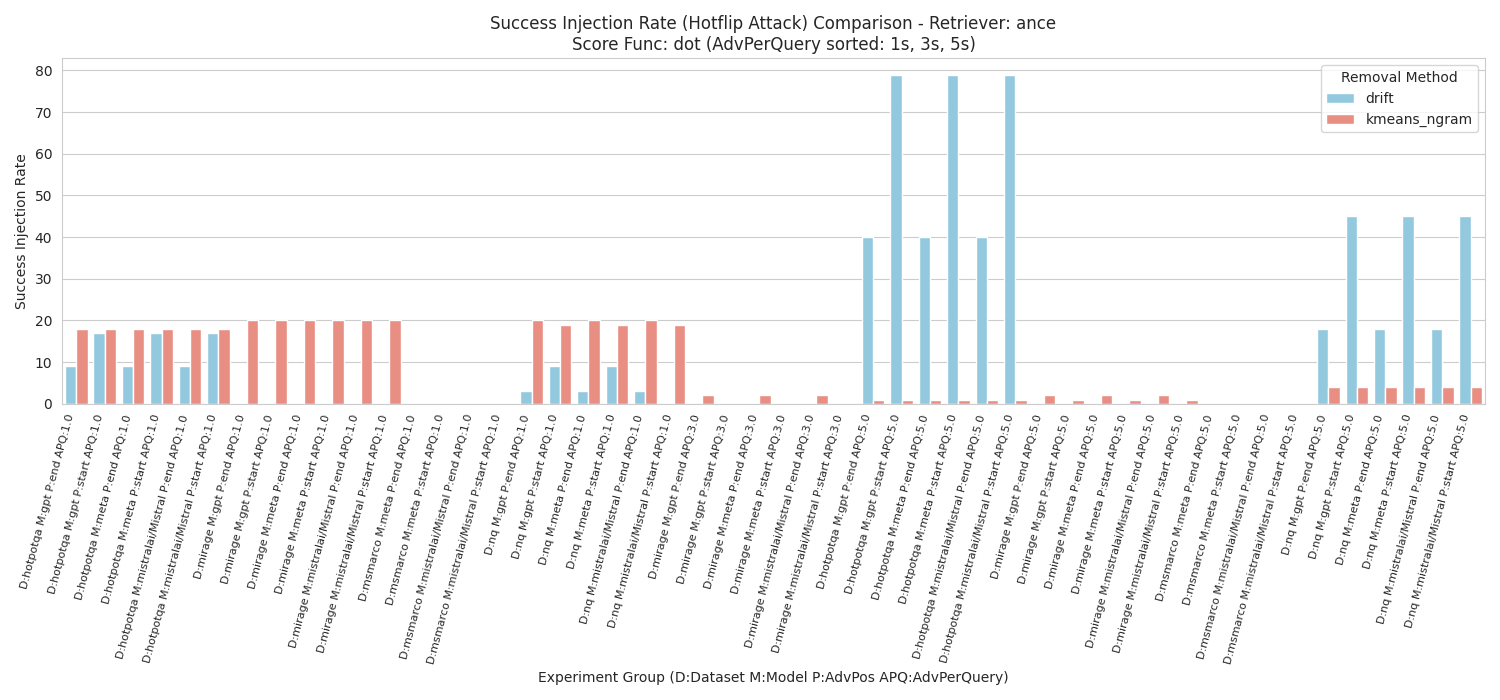 Success Injection Rate (Hotflip Attack) Comparison - Retriever: ance
Score Func: dot (AdvPerQuery sorted: 1s, 3s, 5s)
Removal Method
drift
kmeans_ngram
Success Injection Rate
80
70
60
50
40
30
20
10
0
D:hotpotqa M:gpt P:end APQ:1.0
D:hotpotqa M:gpt P:start APQ:1.0
D:hotpotqa M:meta P:end APQ:1.0
D:hotpotqa M:meta P:start APQ:1.0
D:hotpotqa M:mistralai/Mistral P:end APQ:1.0
D:hotpotqa M:mistralai/Mistral P:start APQ:1.0
D:mirage M:gpt P:end APQ:1.0
D:mirage M:gpt P:start APQ:1.0
D:mirage M:meta P:end APQ:1.0
D:mirage M:meta P:start APQ:1.0
D:mirage M:mistralai/Mistral P:end APQ:1.0
D:mirage M:mistralai/Mistral P:start APQ:1.0
D:msmarco M:meta P:end APQ:1.0
D:msmarco M:meta P:start APQ:1.0
D:msmarco M:mistralai/Mistral P:end APQ:1.0
D:msmarco M:mistralai/Mistral P:start APQ:1.0
D:nq M:gpt P:end APQ:1.0
D:nq M:gpt P:start APQ:1.0
D:nq M:meta P:end APQ:1.0
D:nq M:meta P:start APQ:1.0
D:nq M:mistralai/Mistral P:end APQ:1.0
D:nq M:mistralai/Mistral P:start APQ:1.0
D:mirage M:gpt P:end APQ:3.0
D:mirage M:gpt P:start APQ:3.0
D:mirage M:meta P:end APQ:3.0
D:mirage M:meta P:start APQ:3.0
D:mirage M:mistralai/Mistral P:end APQ:3.0
D:mirage M:mistralai/Mistral P:start APQ:3.0
D:hotpotqa M:gpt P:end APQ:5.0
D:hotpotqa M:gpt P:start APQ:5.0
D:hotpotqa M:meta P:end APQ:5.0
D:hotpotqa M:meta P:start APQ:5.0
D:hotpotqa M:mistralai/Mistral P:end APQ:5.0
D:hotpotqa M:mistralai/Mistral P:start APQ:5.0
D:mirage M:gpt P:end APQ:5.0
D:mirage M:gpt P:start APQ:5.0
D:mirage M:meta P:end APQ:5.0
D:mirage M:meta P:start APQ:5.0
D:mirage M:mistralai/Mistral P:end APQ:5.0
D:mirage M:mistralai/Mistral P:start APQ:5.0
D:msmarco M:meta P:end APQ:5.0
D:msmarco M:meta P:start APQ:5.0
D:msmarco M:mistralai/Mistral P:end APQ:5.0
D:msmarco M:mistralai/Mistral P:start APQ:5.0
D:nq M:gpt P:end APQ:5.0
D:nq M:gpt P:start APQ:5.0
D:nq M:meta P:end APQ:5.0
D:nq M:meta P:start APQ:5.0
D:nq M:mistralai/Mistral P:end APQ:5.0
D:nq M:mistralai/Mistral P:start APQ:5.0
Experiment Group (D:Dataset M:Model P:AdvPos APQ:AdvPerQuery)